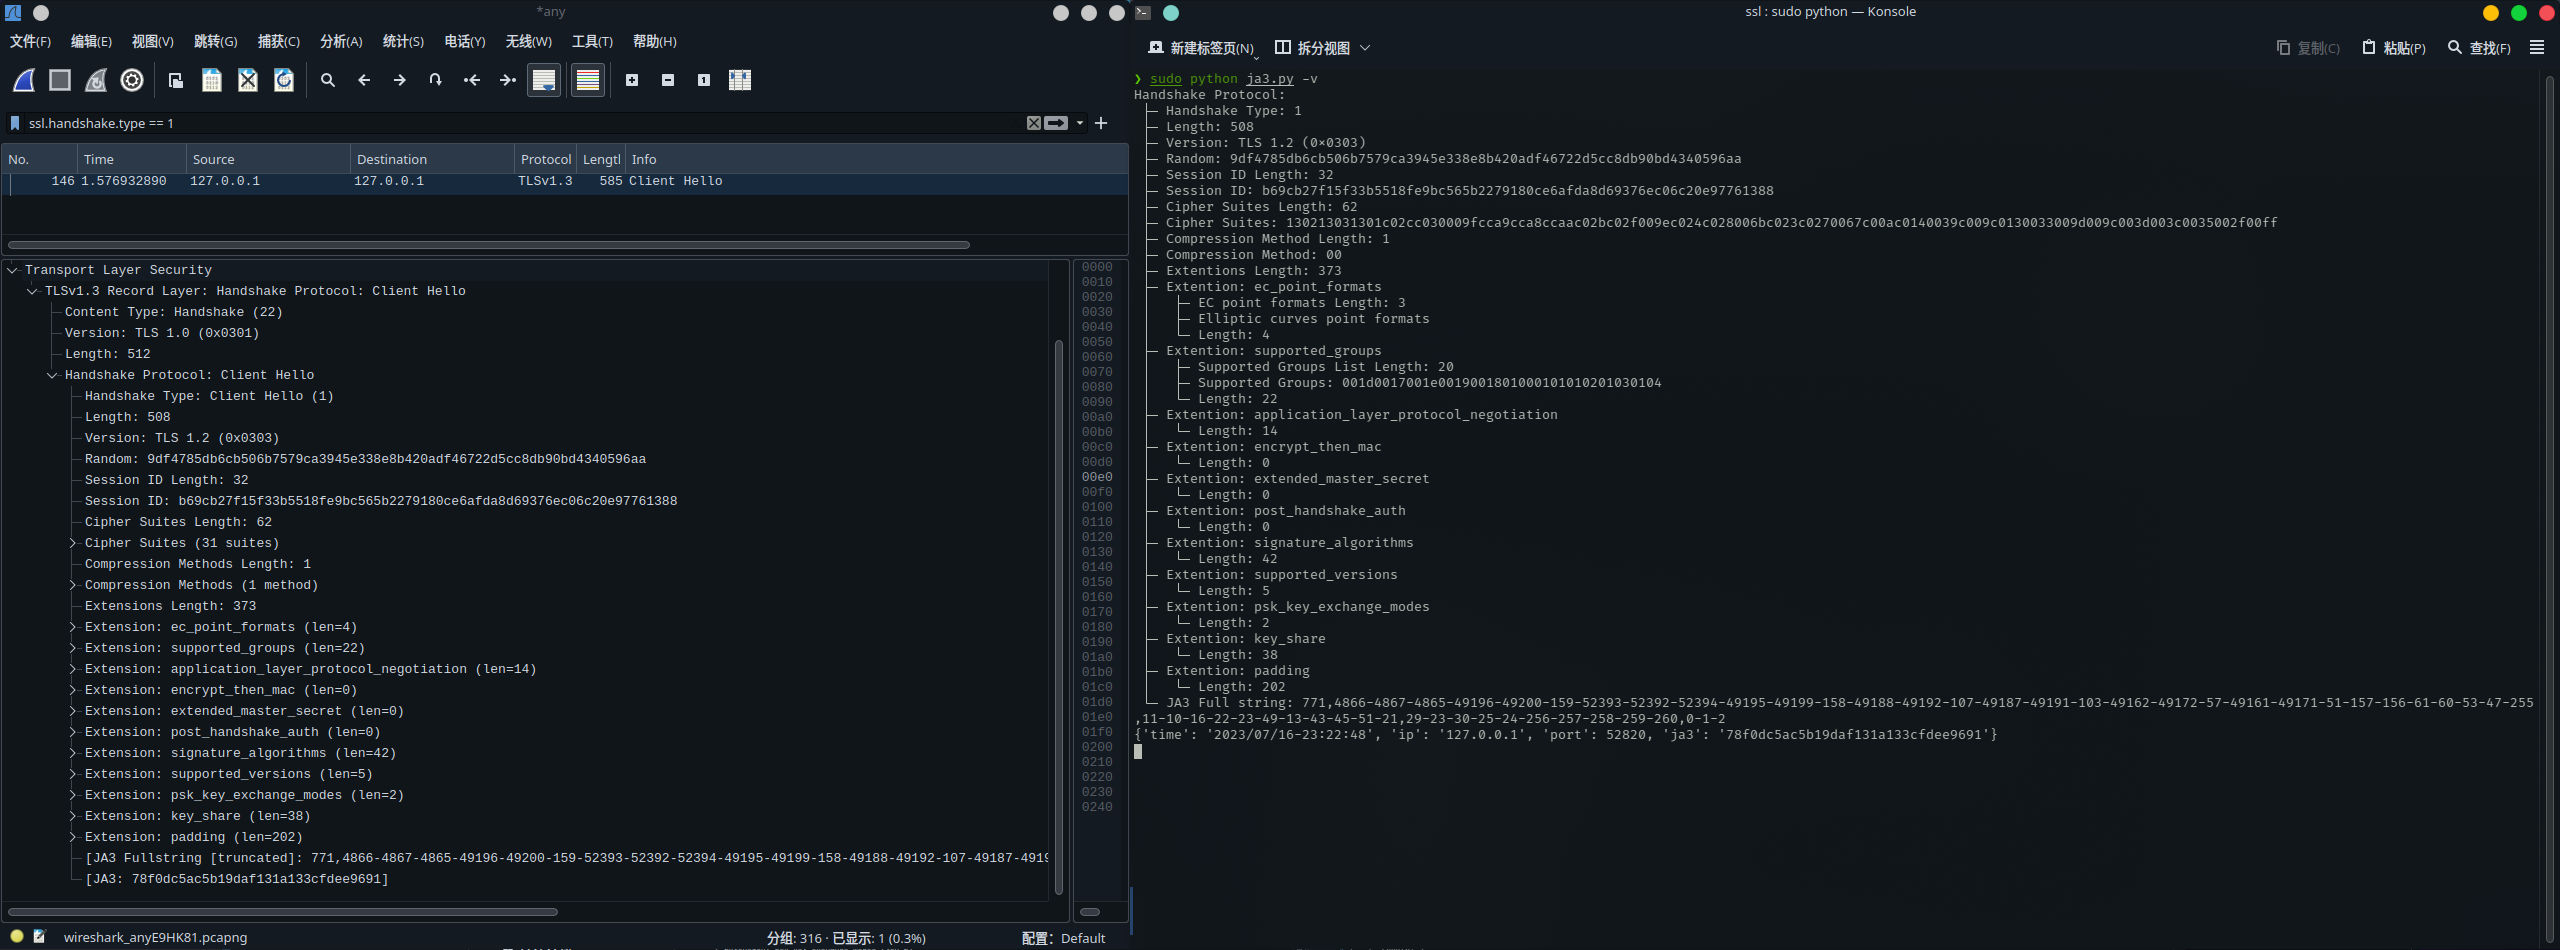 *any
文件(F) 编辑(E) 视图(V) 跳转(G) 捕获(C) 分析(A) 统计(S) 电话(Y) 无线(W) 工具(T) 帮助(H)
ssl.handshake.type == 1
No. Time Source Destination Protocol Lengtl Info
146 1.576932890 127.0.0.1 127.0.0.1 TLSv1.3 585 Client Hello
Transport Layer Security
TLSv1.3 Record Layer: Handshake Protocol: Client Hello
Content Type: Handshake (22)
Version: TLS 1.0 (0x0301)
Length: 512
Handshake Protocol: Client Hello
Handshake Type: Client Hello (1)
Length: 508
Version: TLS 1.2 (0x0303)
Random: 9df4785db6cb506b7579ca3945e338e8b420adf46722d5cc8db90bd4340596aa
Session ID Length: 32
Session ID: b69cb27f15f33b5518fe9bc565b2279180ce6afda8d69376ec06c20e97761388
Cipher Suites Length: 62
Cipher Suites (31 suites)
Compression Methods Length: 1
Compression Methods (1 method)
Extensions Length: 373
Extension: ec_point_formats (len=4)
Extension: supported_groups (len=22)
Extension: application_layer_protocol_negotiation (len=14)
Extension: encrypt_then_mac (len=0)
Extension: extended_master_secret (len=0)
Extension: post_handshake_auth (len=0)
Extension: signature_algorithms (len=42)
Extension: supported_versions (len=5)
Extension: psk_key_exchange_modes (len=2)
Extension: key_share (len=38)
Extension: padding (len=202)
[JA3 Fullstring [truncated]: 771,4866-4867-4865-49196-49200-159-52393-52392-52394-49195-49199-158-49188-49192-107-49187-4919
[JA3: 78f0dc5ac5b19daf131a133cfdee9691]
0000
0010
0020
0030
0040
0050
0060
0070
0080
0090
00a0
00b0
00c0
00d0
00e0
00f0
0100
0110
0120
0130
0140
0150
0160
0170
0180
0190
01a0
01b0
01c0
01d0
01e0
01f0
0200
0210
0220
0230
0240
wireshark_anyE9HK81.pcapng 分组: 316 · 已显示: 1 (0.3%) 配置: Default
ssl : sudo python — Konsole
新建标签页(N) 拆分视图 复制(C) 粘贴(P) 查找(F)
❯ sudo python ja3.py -v
Handshake Protocol:
├─ Handshake Type: 1
├─ Length: 508
├─ Version: TLS 1.2 (0×0303)
├─ Random: 9df4785db6cb506b7579ca3945e338e8b420adf46722d5cc8db90bd4340596aa
├─ Session ID Length: 32
├─ Session ID: b69cb27f15f33b5518fe9bc565b2279180ce6afda8d69376ec06c20e97761388
├─ Cipher Suites Length: 62
├─ Cipher Suites: 130213031301c02cc030009fcca9cca8ccaac02bc02f009ec024c028006bc023c0270067c00ac0140039c009c0130033009d009c003d003c0035002f00ff
├─ Compression Method Length: 1
├─ Compression Method: 00
├─ Extentions Length: 373
├─ Extention: ec_point_formats
├─ EC point formats Length: 3
├─ Elliptic curves point formats
└─ Length: 4
├─ Extention: supported_groups
├─ Supported Groups List Length: 20
├─ Supported Groups: 001d0017001e0019001801000101010201030104
└─ Length: 22
├─ Extention: application_layer_protocol_negotiation
└─ Length: 14
├─ Extention: encrypt_then_mac
└─ Length: 0
├─ Extention: extended_master_secret
└─ Length: 0
├─ Extention: post_handshake_auth
└─ Length: 0
├─ Extention: signature_algorithms
└─ Length: 42
├─ Extention: supported_versions
└─ Length: 5
├─ Extention: psk_key_exchange_modes
└─ Length: 2
├─ Extention: key_share
└─ Length: 38
├─ Extention: padding
└─ Length: 202
└─ JA3 Full string: 771,4866-4867-4865-49196-49200-159-52393-52392-52394-49195-49199-158-49188-49192-107-49187-49191-103-49162-49172-57-49161-49171-51-157-156-61-60-53-47-255
,11-10-16-22-23-49-13-43-45-51-21,29-23-30-25-24-256-257-258-259-260,0-1-2
{'time': '2023/07/16-23:22:48', 'ip': '127.0.0.1', 'port': 52820, 'ja3': '78f0dc5ac5b19daf131a133cfdee9691'}